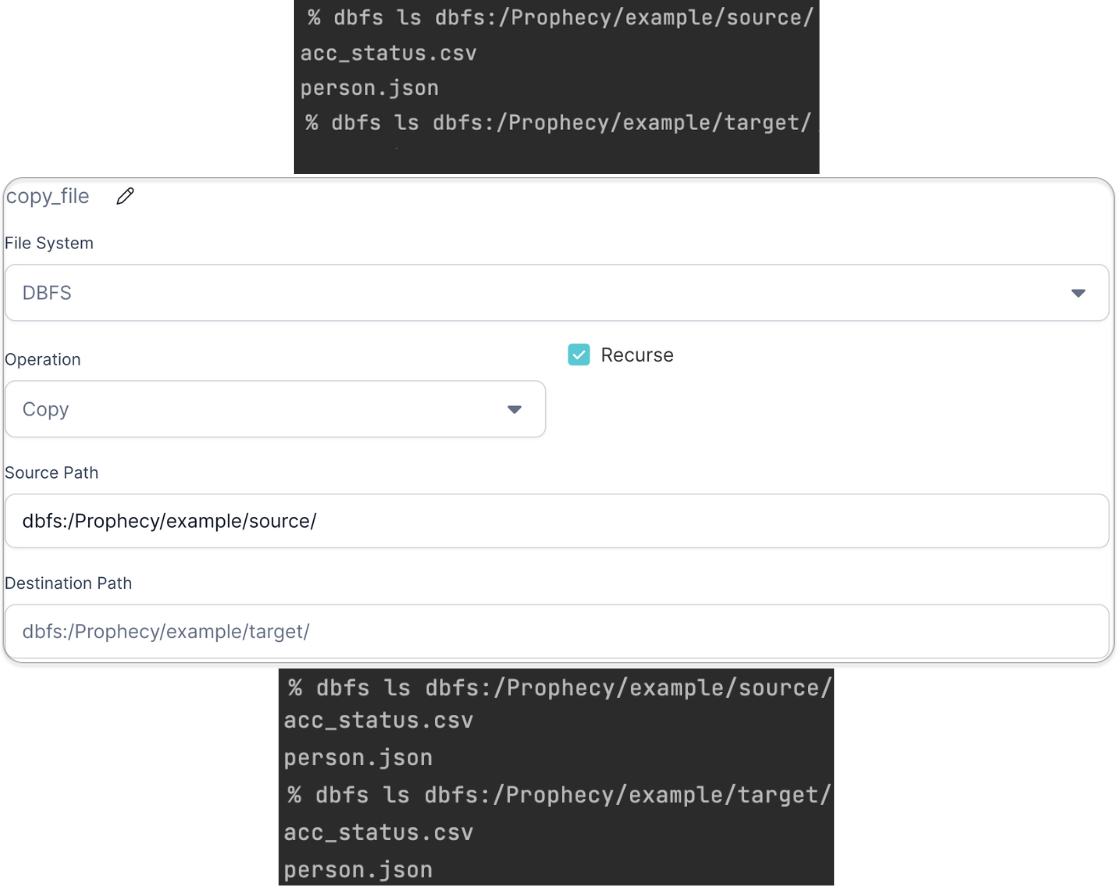 % dbfs ls dbfs:/Prophecy/example/source/
acc_status.csv
person.json
% dbfs ls dbfs:/Prophecy/example/target/
copy_file
File System
DBFS
Operation
Recurse
Copy
Source Path
dbfs:/Prophecy/example/source/
Destination Path
dbfs:/Prophecy/example/target/
% dbfs ls dbfs:/Prophecy/example/source/
acc_status.csv
person.json
% dbfs ls dbfs:/Prophecy/example/target/
acc_status.csv
person.json